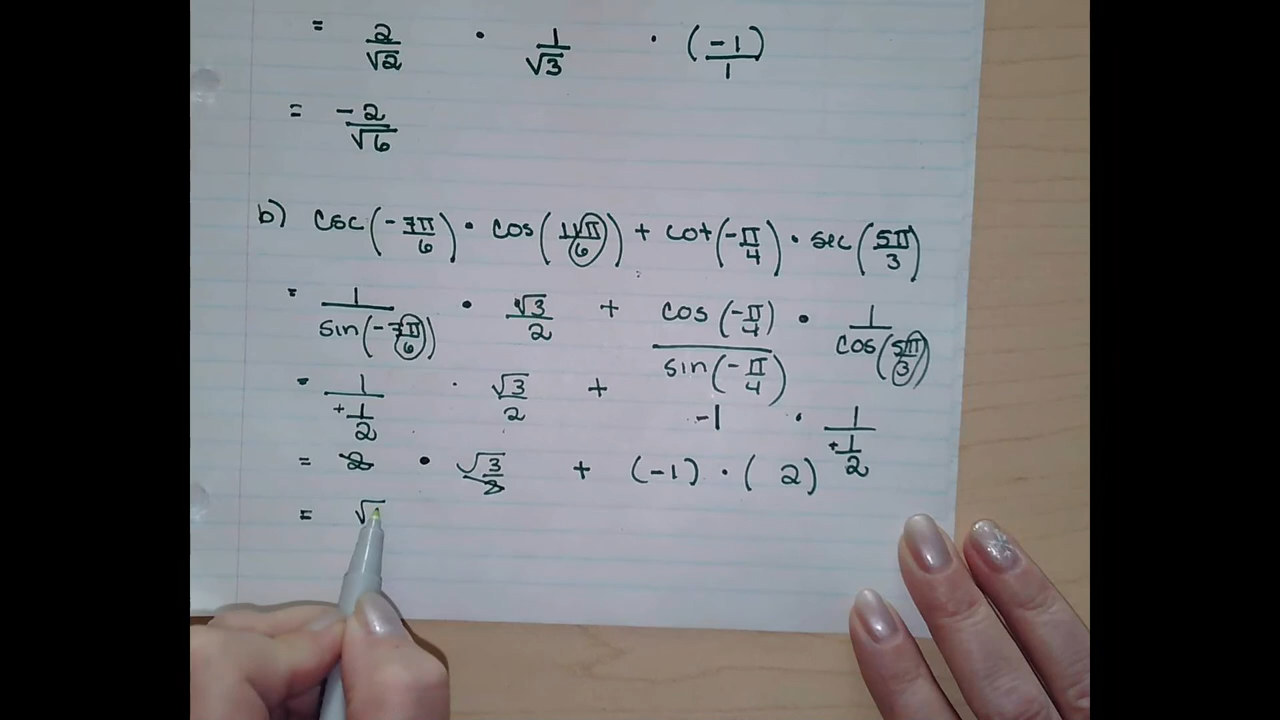 = 2/√2 · 1/√3 · (-1)/1
= -2/√6
b) csc(-7π/6) · cos(11π/6) + cot(-π/4) · sec(5π/3)
= 1/sin(-7π/6) · √3/2 + cos(-π/4)/sin(-π/4) · 1/cos(5π/3)
= 1/(+1/2) · √3/2 + -1 · 1/(+1/2)
= 2 · √3/2 + (-1) · (2)
= √